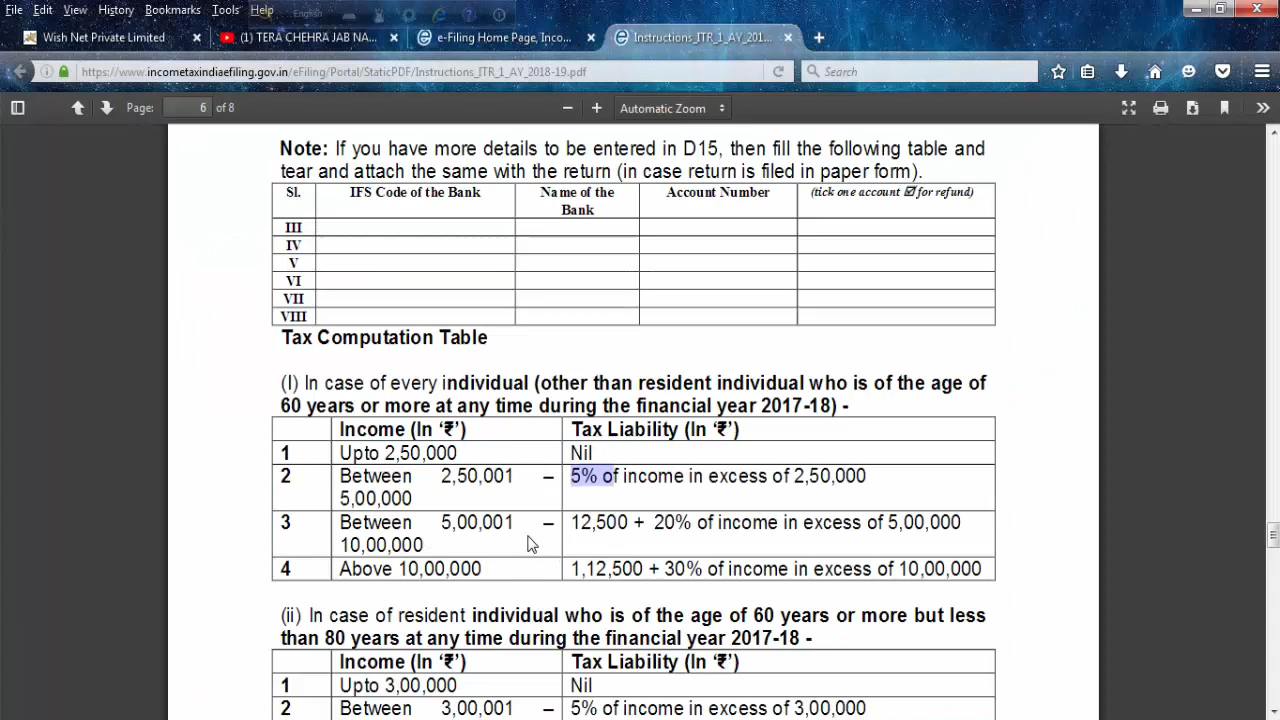 File Edit View History Bookmarks Tools Help
English
Wish Net Private Limited × (1) TERA CHEHRA JAB NA... × e-Filing Home Page, Inco... × Instructions_ITR_1_AY_201... × +
https://www.incometaxindiaefiling.gov.in/eFiling/Portal/StaticPDF/Instructions_ITR_1_AY_2018-19.pdf Search
Page: 6 of 8 Automatic Zoom
Note: If you have more details to be entered in D15, then fill the following table and
tear and attach the same with the return (in case return is filed in paper form).
Sl. IFS Code of the Bank Name of the Account Number (tick one account ☑ for refund)
Bank
III
IV
V
VI
VII
VIII
Tax Computation Table
(I) In case of every individual (other than resident individual who is of the age of
60 years or more at any time during the financial year 2017-18) -
Income (In ‘₹’) Tax Liability (In ‘₹’)
1 Upto 2,50,000 Nil
2 Between 2,50,001 – 5% of income in excess of 2,50,000
5,00,000
3 Between 5,00,001 – 12,500 + 20% of income in excess of 5,00,000
10,00,000
4 Above 10,00,000 1,12,500 + 30% of income in excess of 10,00,000
(ii) In case of resident individual who is of the age of 60 years or more but less
than 80 years at any time during the financial year 2017-18 -
Income (In ‘₹’) Tax Liability (In ‘₹’)
1 Upto 3,00,000 Nil
2 Between 3,00,001 – 5% of income in excess of 3,00,000